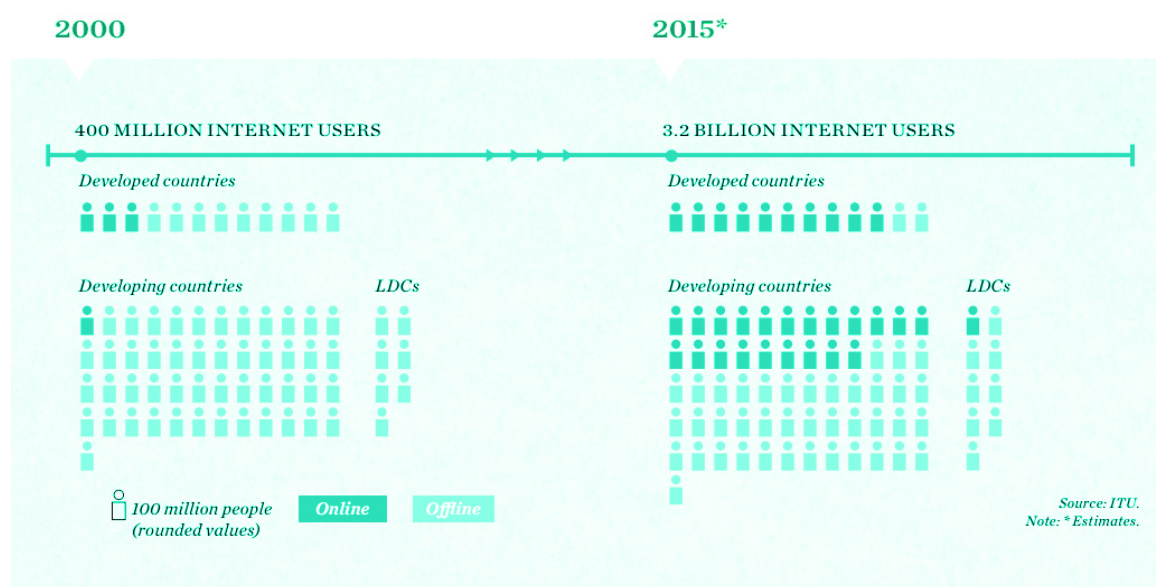 2000
2015*
400 MILLION INTERNET USERS
3.2 BILLION INTERNET USERS
Developed countries
Developed countries
Developing countries
LDCs
Developing countries
LDCs
100 million people
(rounded values)
Online
Offline
Source: ITU.
Note: * Estimates.